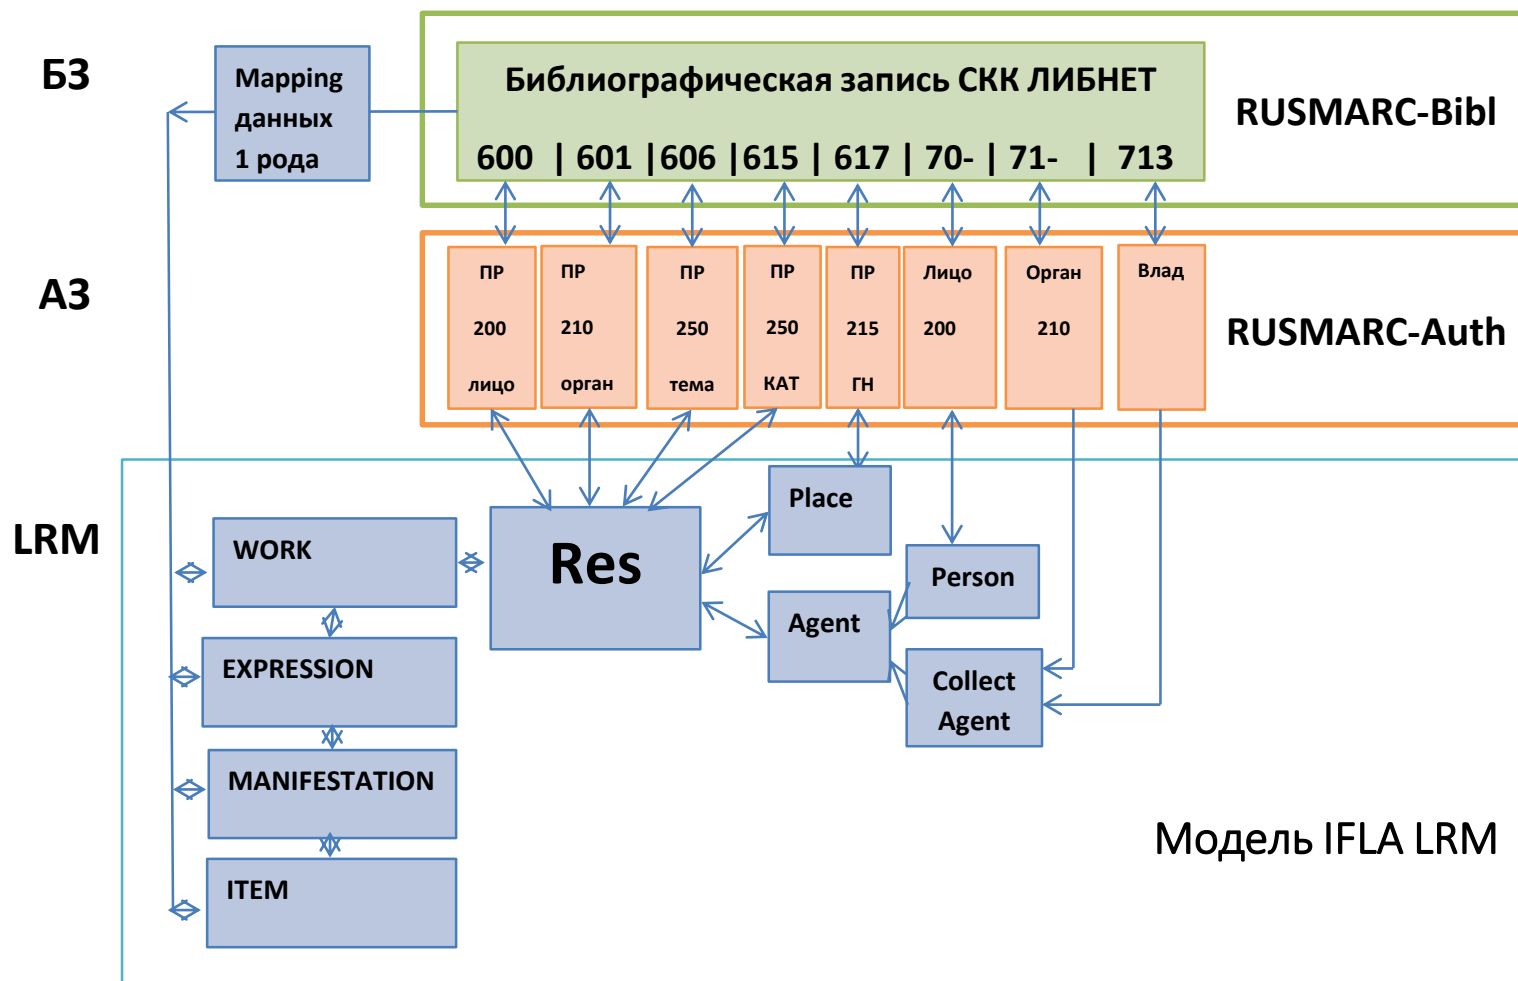 БЗ
Mapping
данных
1 рода
Библиографическая запись СКК ЛИБНЕТ
600 | 601 |606 |615 | 617 | 70- | 71- | 713
RUSMARC-Bibl
АЗ
ПР
200
лицо
ПР
210
орган
ПР
250
тема
ПР
250
КАТ
ПР
215
ГН
Лицо
200
Орган
210
Влад
RUSMARC-Auth
LRM
WORK
EXPRESSION
MANIFESTATION
ITEM
Res
Place
Agent
Person
Collect
Agent
Модель IFLA LRM